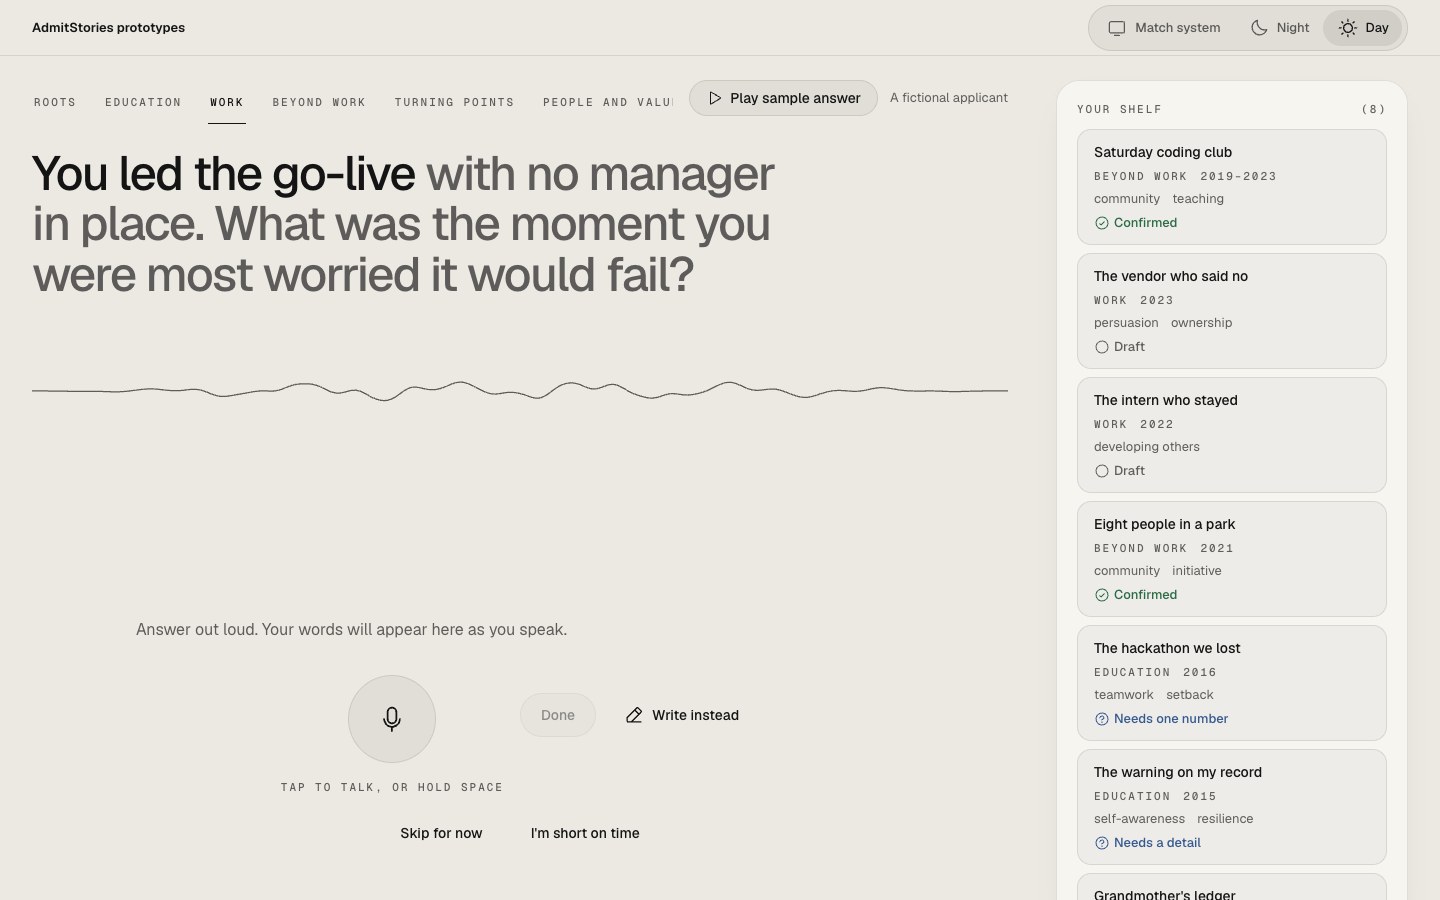 AdmitStories prototypes
Match system
Night
Day
ROOTS
EDUCATION
WORK
BEYOND WORK
TURNING POINTS
PEOPLE AND VALU
Play sample answer
A fictional applicant
You led the go-live with no manager
in place. What was the moment you
were most worried it would fail?
Answer out loud. Your words will appear here as you speak.
Done
Write instead
TAP TO TALK, OR HOLD SPACE
Skip for now
I'm short on time
YOUR SHELF
(8)
Saturday coding club
BEYOND WORK 2019–2023
community teaching
Confirmed
The vendor who said no
WORK 2023
persuasion ownership
Draft
The intern who stayed
WORK 2022
developing others
Draft
Eight people in a park
BEYOND WORK 2021
community initiative
Confirmed
The hackathon we lost
EDUCATION 2016
teamwork setback
Needs one number
The warning on my record
EDUCATION 2015
self-awareness resilience
Needs a detail
Grandmother's ledger